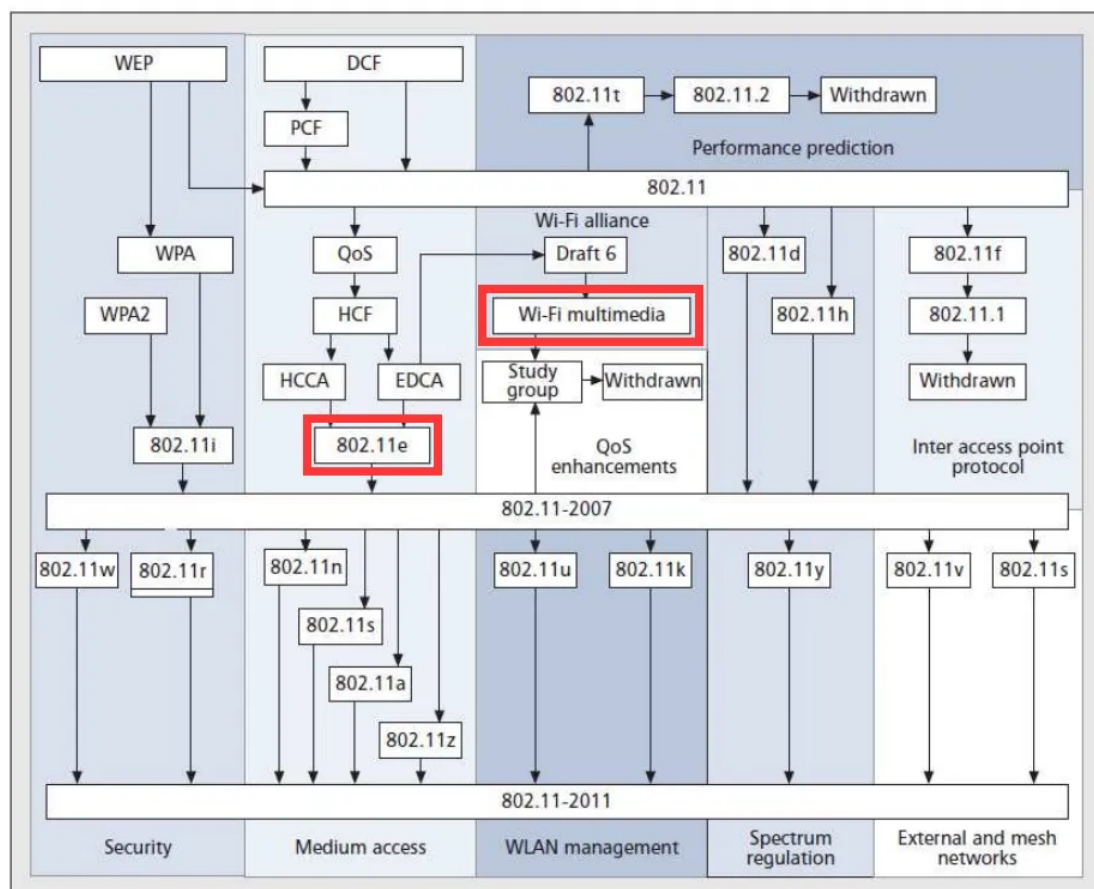 WEP
DCF
802.11t
802.11.2
Withdrawn
PCF
Performance prediction
802.11
Wi-Fi alliance
WPA
QoS
Draft 6
802.11d
802.11f
WPA2
HCF
Wi-Fi multimedia
802.11h
802.11.1
HCCA
EDCA
Study
group
Withdrawn
Withdrawn
802.11i
802.11e
QoS
enhancements
Inter access point
protocol
802.11-2007
802.11w
802.11r
802.11n
802.11u
802.11k
802.11y
802.11v
802.11s
802.11s
802.11a
802.11z
802.11-2011
Security
Medium access
WLAN management
Spectrum
regulation
External and mesh
networks